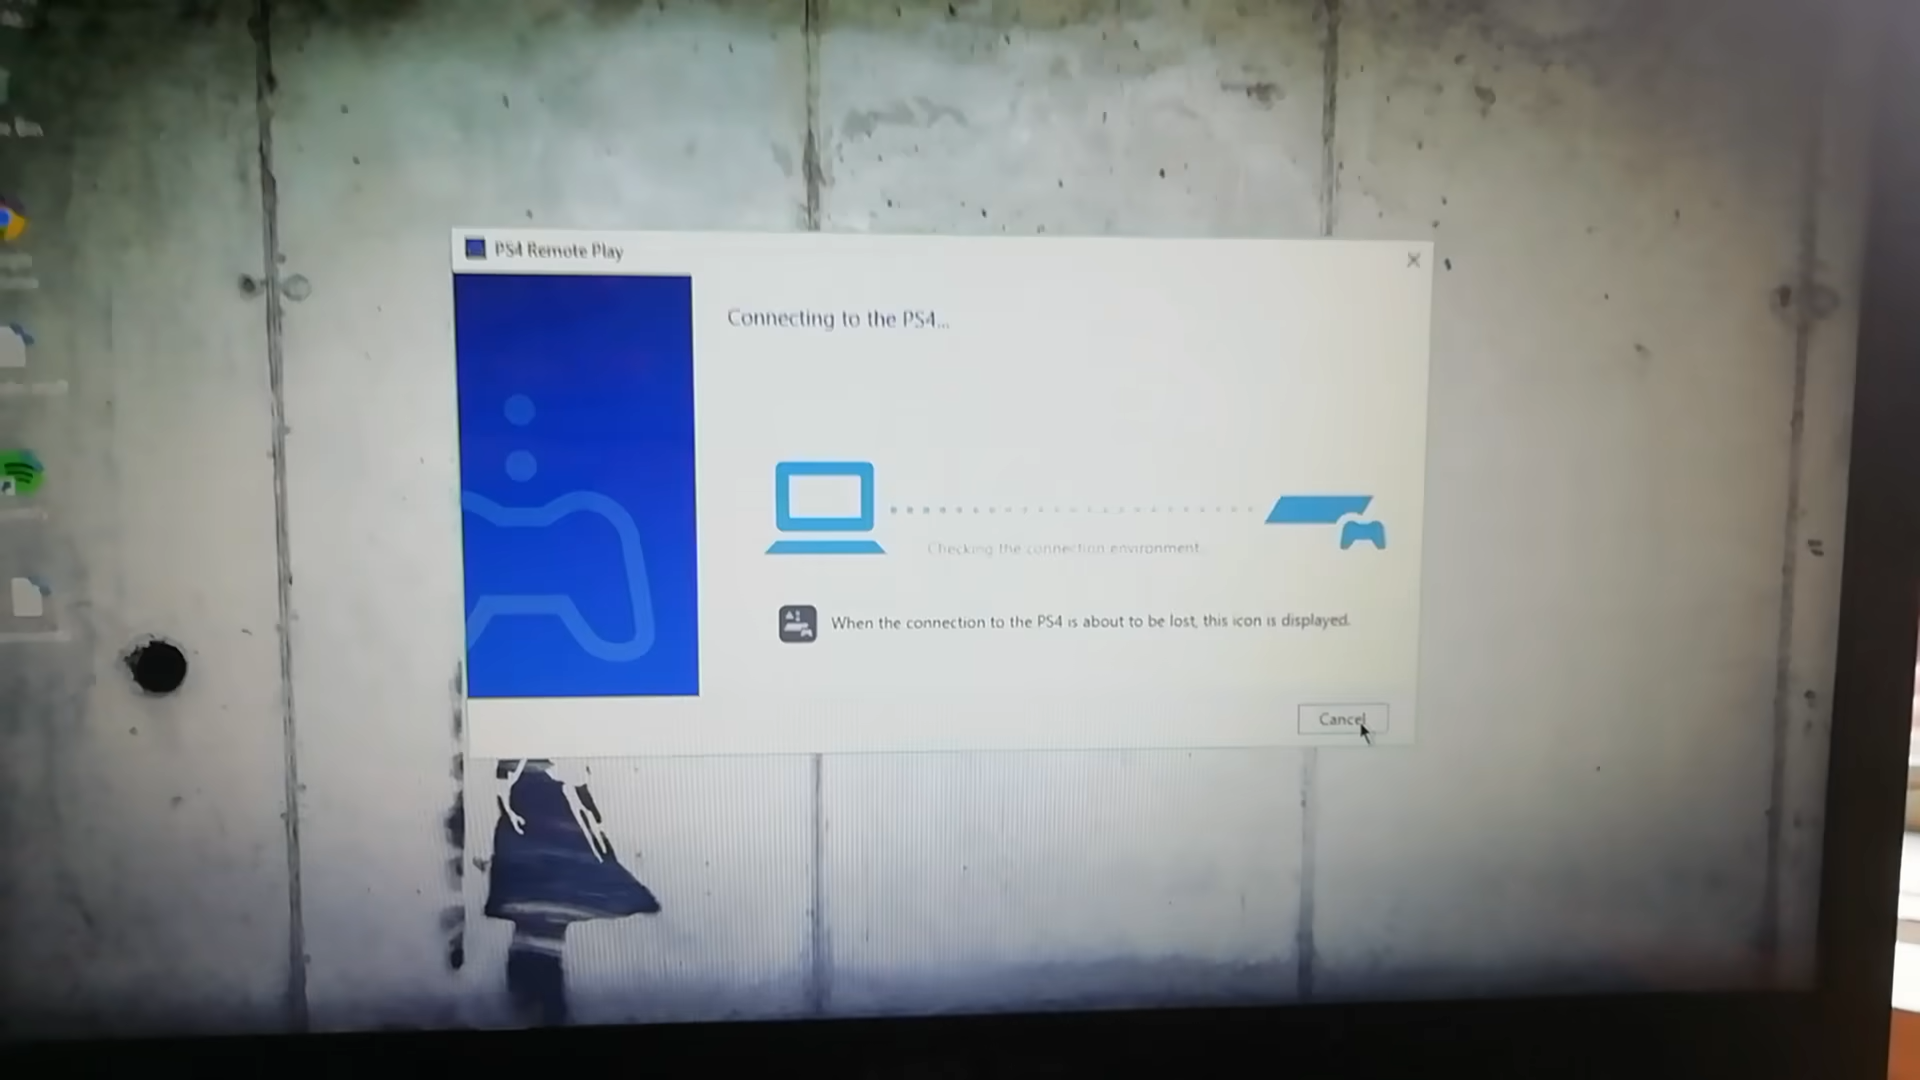 PS4 Remote Play
Connecting to the PS4...
Checking the connection environment.
When the connection to the PS4 is about to be lost, this icon is displayed.
Cancel